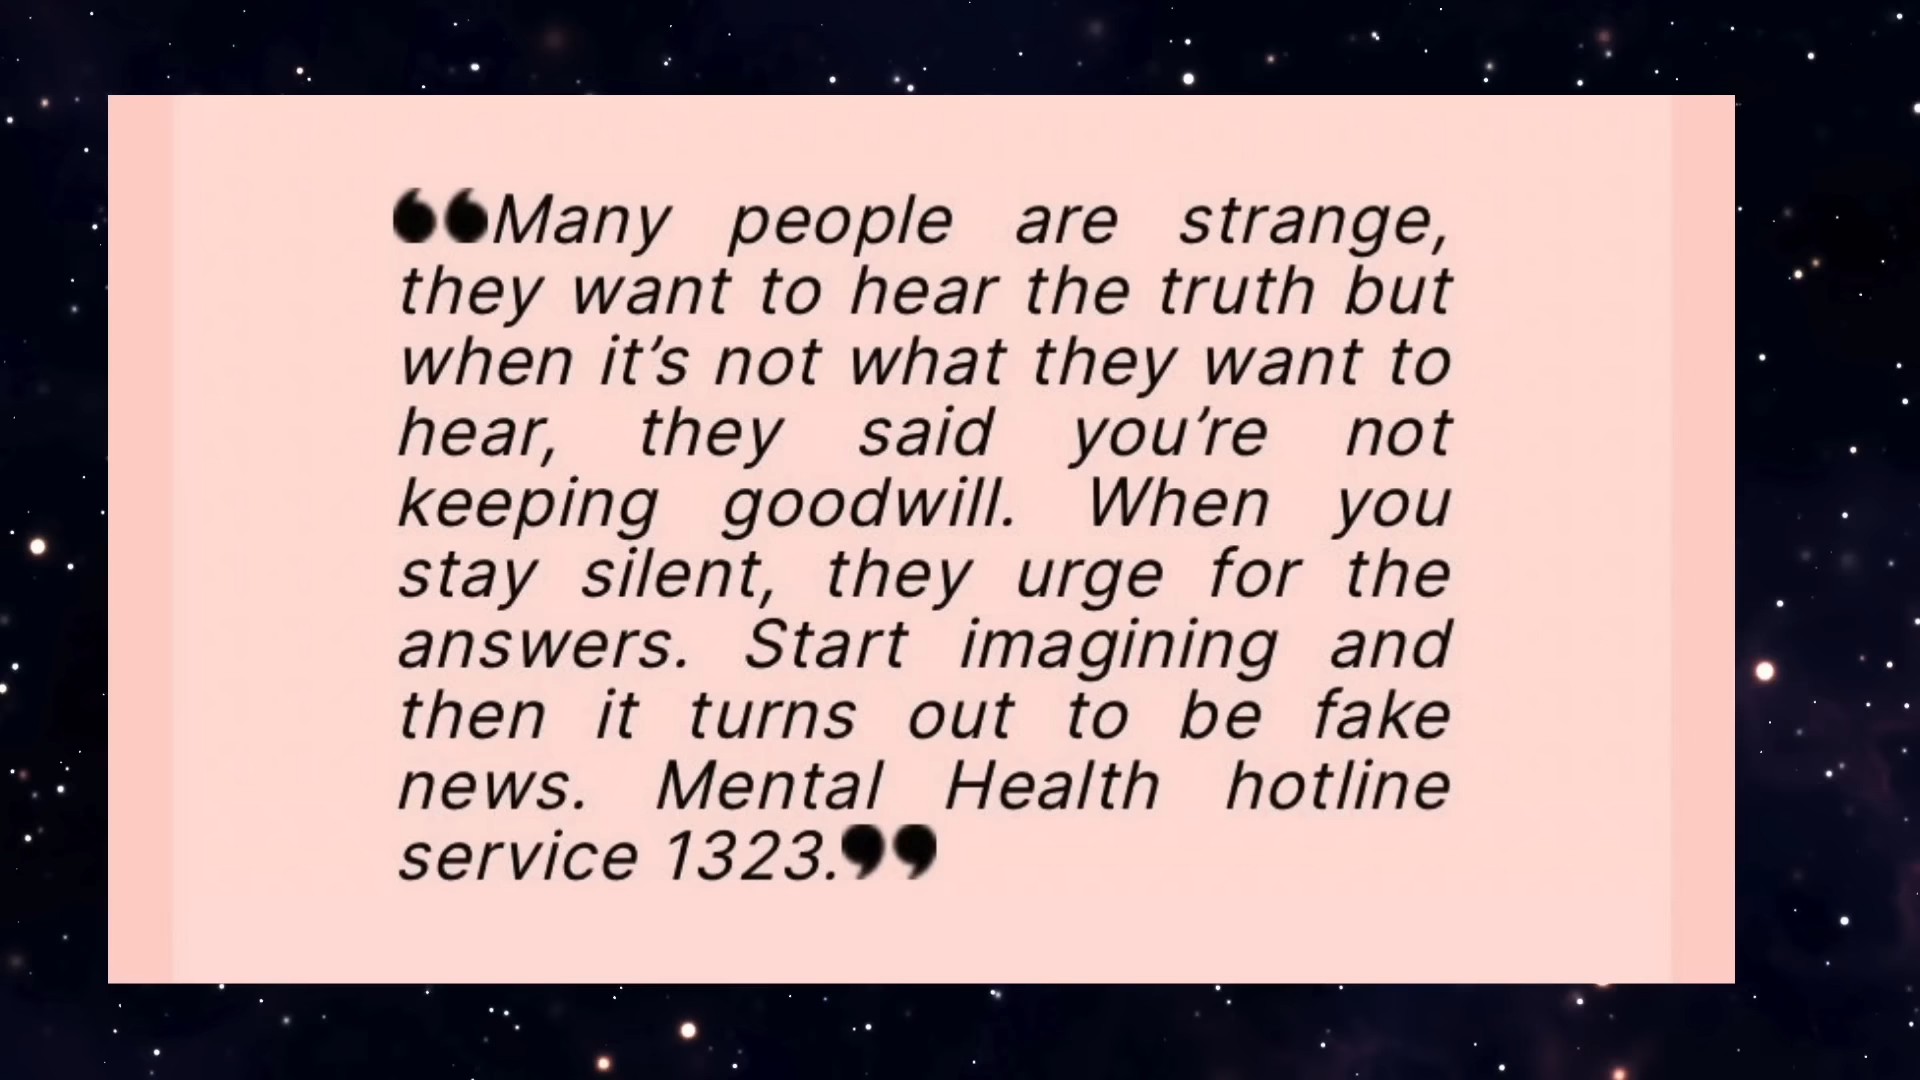 ❝Many people are strange,
they want to hear the truth but
when it’s not what they want to
hear, they said you’re not
keeping goodwill. When you
stay silent, they urge for the
answers. Start imagining and
then it turns out to be fake
news. Mental Health hotline
service 1323.❞